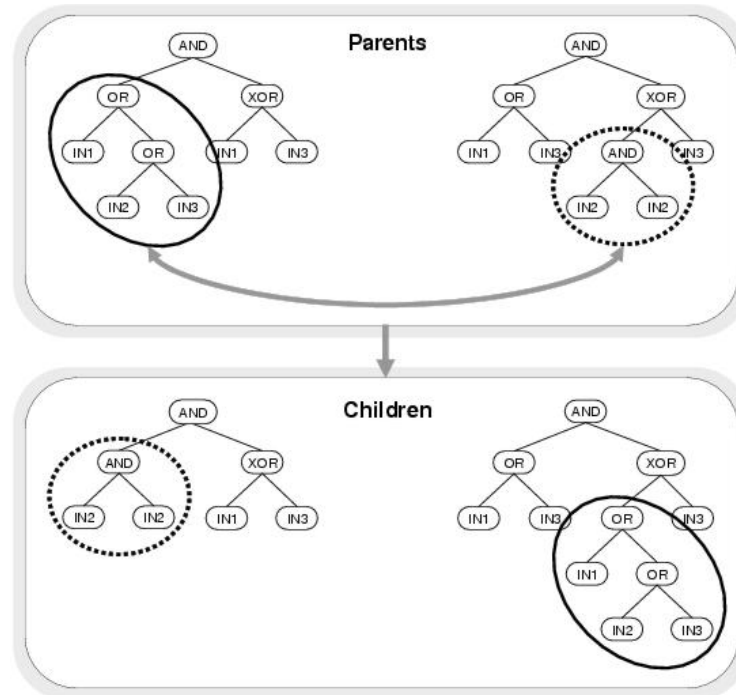 AND Parents AND
OR XOR OR XOR
IN1 OR IN1 IN3 IN1 IN3 AND IN3
IN2 IN3 IN2 IN2
AND Children AND
AND XOR OR XOR
IN2 IN2 IN1 IN3 IN1 IN3 OR IN3
IN1 OR
IN2 IN3